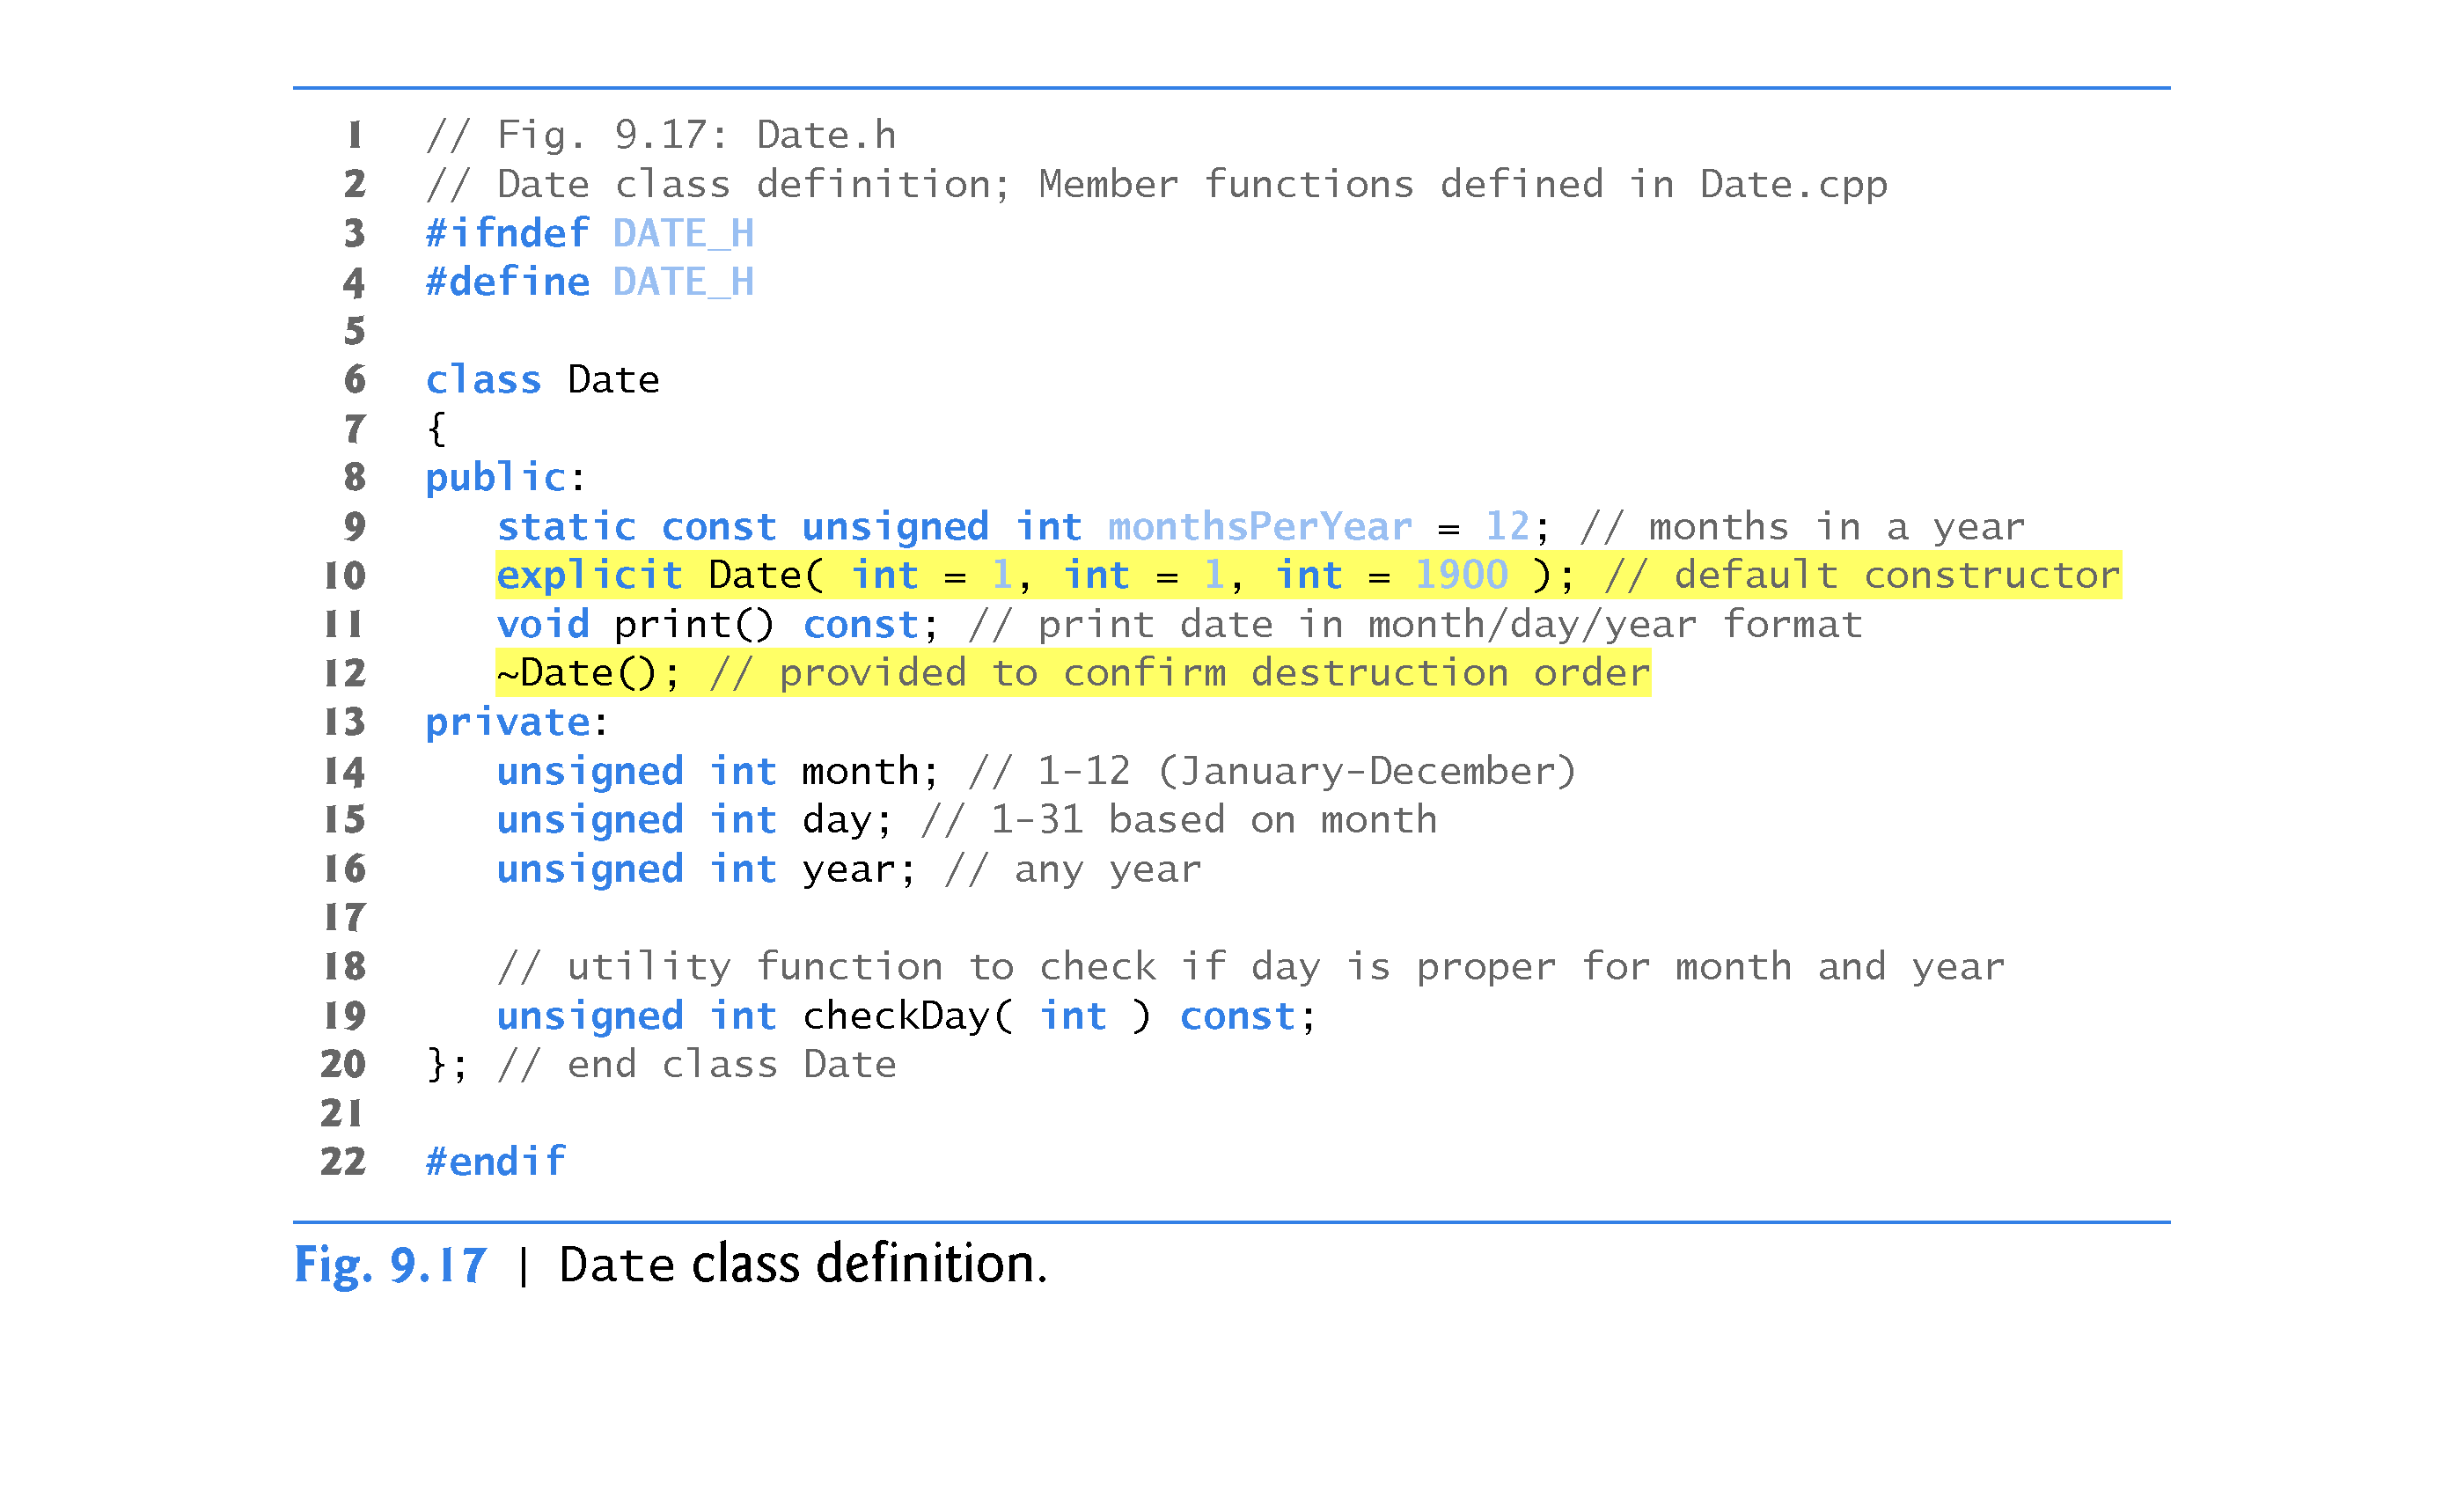 1 // Fig. 9.17: Date.h
2 // Date class definition; Member functions defined in Date.cpp
3 #ifndef DATE_H
4 #define DATE_H
5
6 class Date
7 {
8 public:
9 static const unsigned int monthsPerYear = 12; // months in a year
10 explicit Date( int = 1, int = 1, int = 1900 ); // default constructor
11 void print() const; // print date in month/day/year format
12 ~Date(); // provided to confirm destruction order
13 private:
14 unsigned int month; // 1-12 (January-December)
15 unsigned int day; // 1-31 based on month
16 unsigned int year; // any year
17
18 // utility function to check if day is proper for month and year
19 unsigned int checkDay( int ) const;
20 }; // end class Date
21
22 #endif
Fig. 9.17 | Date class definition.